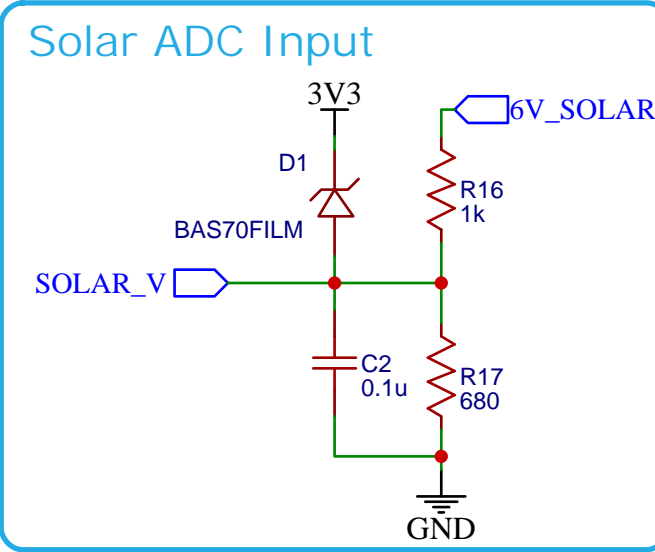 Solar ADC Input
3V3
6V_SOLAR
D1
R16
1k
BAS70FILM
SOLAR_V
C2
0.1u
R17
680
GND